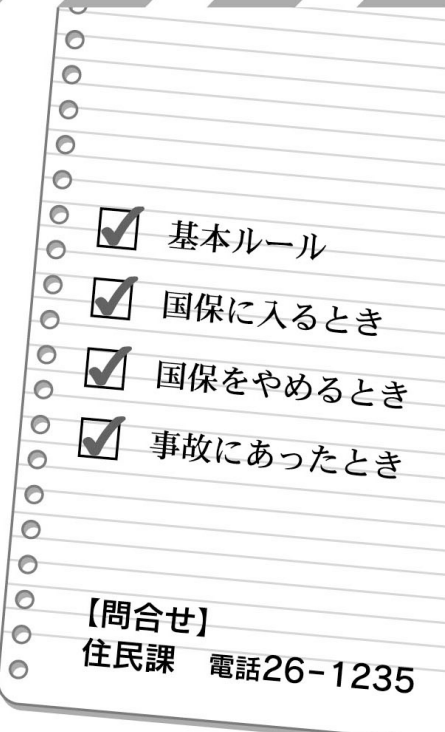 基本ルール
国保に入るとき
国保をやめるとき
事故にあったとき
【問合せ】
住民課 電話26-1235